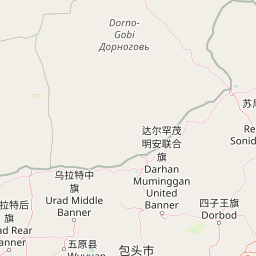 Dorno-
Gobi
Дорноговь
苏尼
Re
Sonid
达尔罕茂
明安联合
旗
Darhan
Muminggan
United
Banner
乌拉特中
旗
Urad Middle
Banner
四子王旗
Dorbod
拉特后
旗
d Rear
Banner
五原县
Wuyuan
包头市